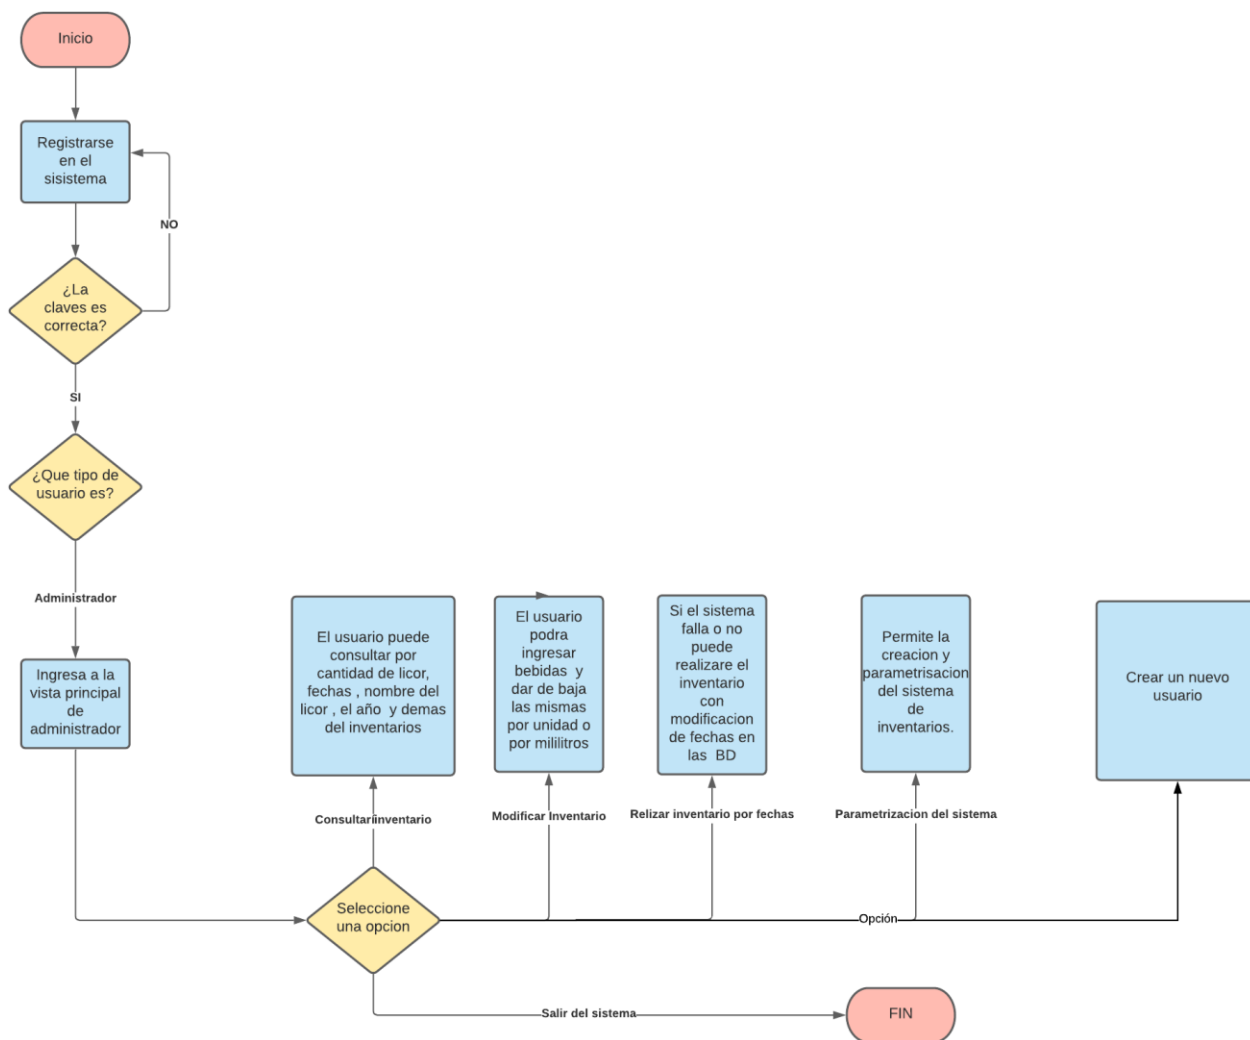 Inicio
Registrarse
en el
sisistema
NO
¿La
claves es
correcta?
SI
¿Que tipo de
usuario es?
Administrador
Ingresa a la
vista principal
de
administrador
El usuario puede
consultar por
cantidad de licor,
fechas , nombre del
licor , el año y demas
del inventarios
El usuario
podra
ingresar
bebidas y
dar de baja
las mismas
por unidad o
por mililitros
Si el sistema
falla o no
puede
realizare el
inventario
con
modificacion
de fechas en
las BD
Permite la
creacion y
parametrisacion
del sistema
de
inventarios.
Crear un nuevo
usuario
Consultar inventario
Modificar Inventario
Relizar inventario por fechas
Parametrizacion del sistema
Seleccione
una opcion
Opción
Salir del sistema
FIN